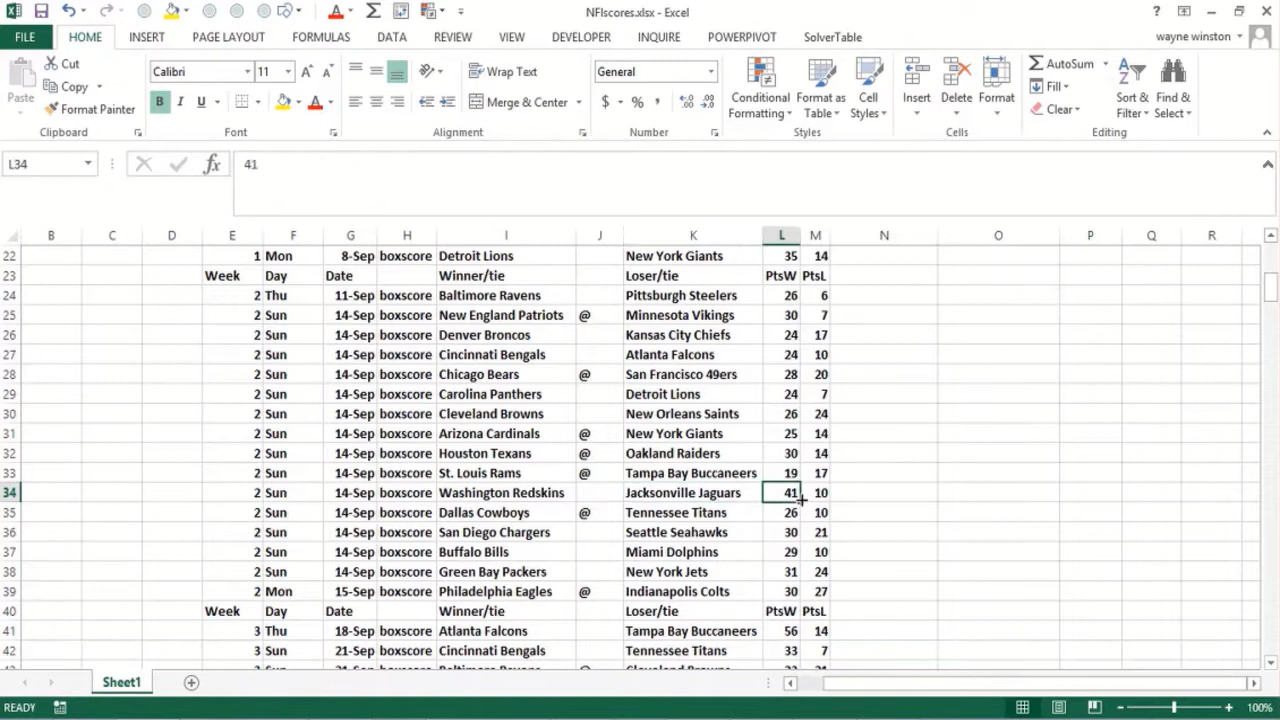 NFlscores.xlsx - Excel
?
FILE HOME INSERT PAGE LAYOUT FORMULAS DATA REVIEW VIEW DEVELOPER INQUIRE POWERPIVOT SolverTable wayne winston
Paste
Cut
Copy
Format Painter
Calibri 11
B I U
Wrap Text
Merge & Center
General
$ % ,
Conditional Formatting
Format as Table
Cell Styles
Insert
Delete
Format
AutoSum
Fill
Clear
Sort & Filter
Find & Select
Clipboard Font Alignment Number Styles Cells Editing
L34 fx 41
B C D E F G H I J K L M N O P Q R
22 1 Mon 8-Sep boxscore Detroit Lions New York Giants 35 14
23 Week Day Date Winner/tie Loser/tie PtsW PtsL
24 2 Thu 11-Sep boxscore Baltimore Ravens Pittsburgh Steelers 26 6
25 2 Sun 14-Sep boxscore New England Patriots @ Minnesota Vikings 30 7
26 2 Sun 14-Sep boxscore Denver Broncos Kansas City Chiefs 24 17
27 2 Sun 14-Sep boxscore Cincinnati Bengals Atlanta Falcons 24 10
28 2 Sun 14-Sep boxscore Chicago Bears @ San Francisco 49ers 28 20
29 2 Sun 14-Sep boxscore Carolina Panthers Detroit Lions 24 7
30 2 Sun 14-Sep boxscore Cleveland Browns New Orleans Saints 26 24
31 2 Sun 14-Sep boxscore Arizona Cardinals @ New York Giants 25 14
32 2 Sun 14-Sep boxscore Houston Texans @ Oakland Raiders 30 14
33 2 Sun 14-Sep boxscore St. Louis Rams @ Tampa Bay Buccaneers 19 17
34 2 Sun 14-Sep boxscore Washington Redskins Jacksonville Jaguars 41 10
35 2 Sun 14-Sep boxscore Dallas Cowboys @ Tennessee Titans 26 10
36 2 Sun 14-Sep boxscore San Diego Chargers Seattle Seahawks 30 21
37 2 Sun 14-Sep boxscore Buffalo Bills Miami Dolphins 29 10
38 2 Sun 14-Sep boxscore Green Bay Packers New York Jets 31 24
39 2 Mon 15-Sep boxscore Philadelphia Eagles @ Indianapolis Colts 30 27
40 Week Day Date Winner/tie Loser/tie PtsW PtsL
41 3 Thu 18-Sep boxscore Atlanta Falcons Tampa Bay Buccaneers 56 14
42 3 Sun 21-Sep boxscore Cincinnati Bengals Tennessee Titans 33 7
Sheet1
READY 100%